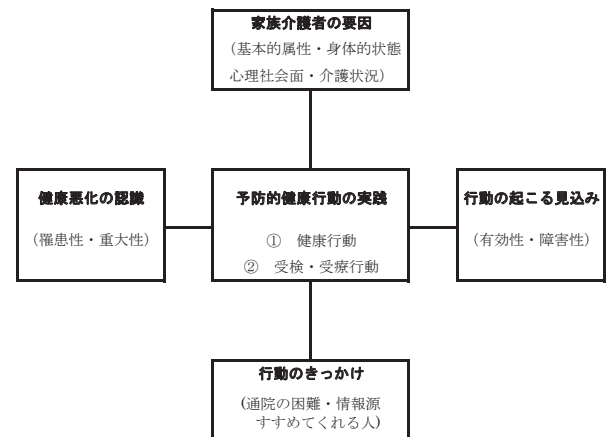 家族介護者の要因
（基本的属性・身体的状態
心理社会面・介護状況）
健康悪化の認識
（罹患性・重大性）
予防的健康行動の実践
①　健康行動
②　受検・受療行動
行動の起こる見込み
（有効性・障害性）
行動のきっかけ
(通院の困難・情報源
すすめてくれる人)